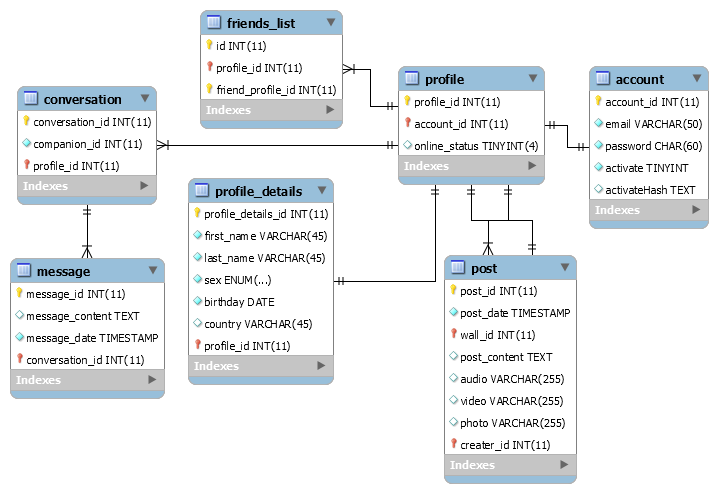 friends_list
id INT(11)
profile_id INT(11)
friend_profile_id INT(11)
Indexes
profile
profile_id INT(11)
account_id INT(11)
online_status TINYINT(4)
Indexes
account
account_id INT(11)
email VARCHAR(50)
password CHAR(60)
activate TINYINT
activateHash TEXT
Indexes
conversation
conversation_id INT(11)
companion_id INT(11)
profile_id INT(11)
Indexes
profile_details
profile_details_id INT(11)
first_name VARCHAR(45)
last_name VARCHAR(45)
sex ENUM(...)
birthday DATE
country VARCHAR(45)
profile_id INT(11)
Indexes
message
message_id INT(11)
message_content TEXT
message_date TIMESTAMP
conversation_id INT(11)
Indexes
post
post_id INT(11)
post_date TIMESTAMP
wall_id INT(11)
post_content TEXT
audio VARCHAR(255)
video VARCHAR(255)
photo VARCHAR(255)
creater_id INT(11)
Indexes